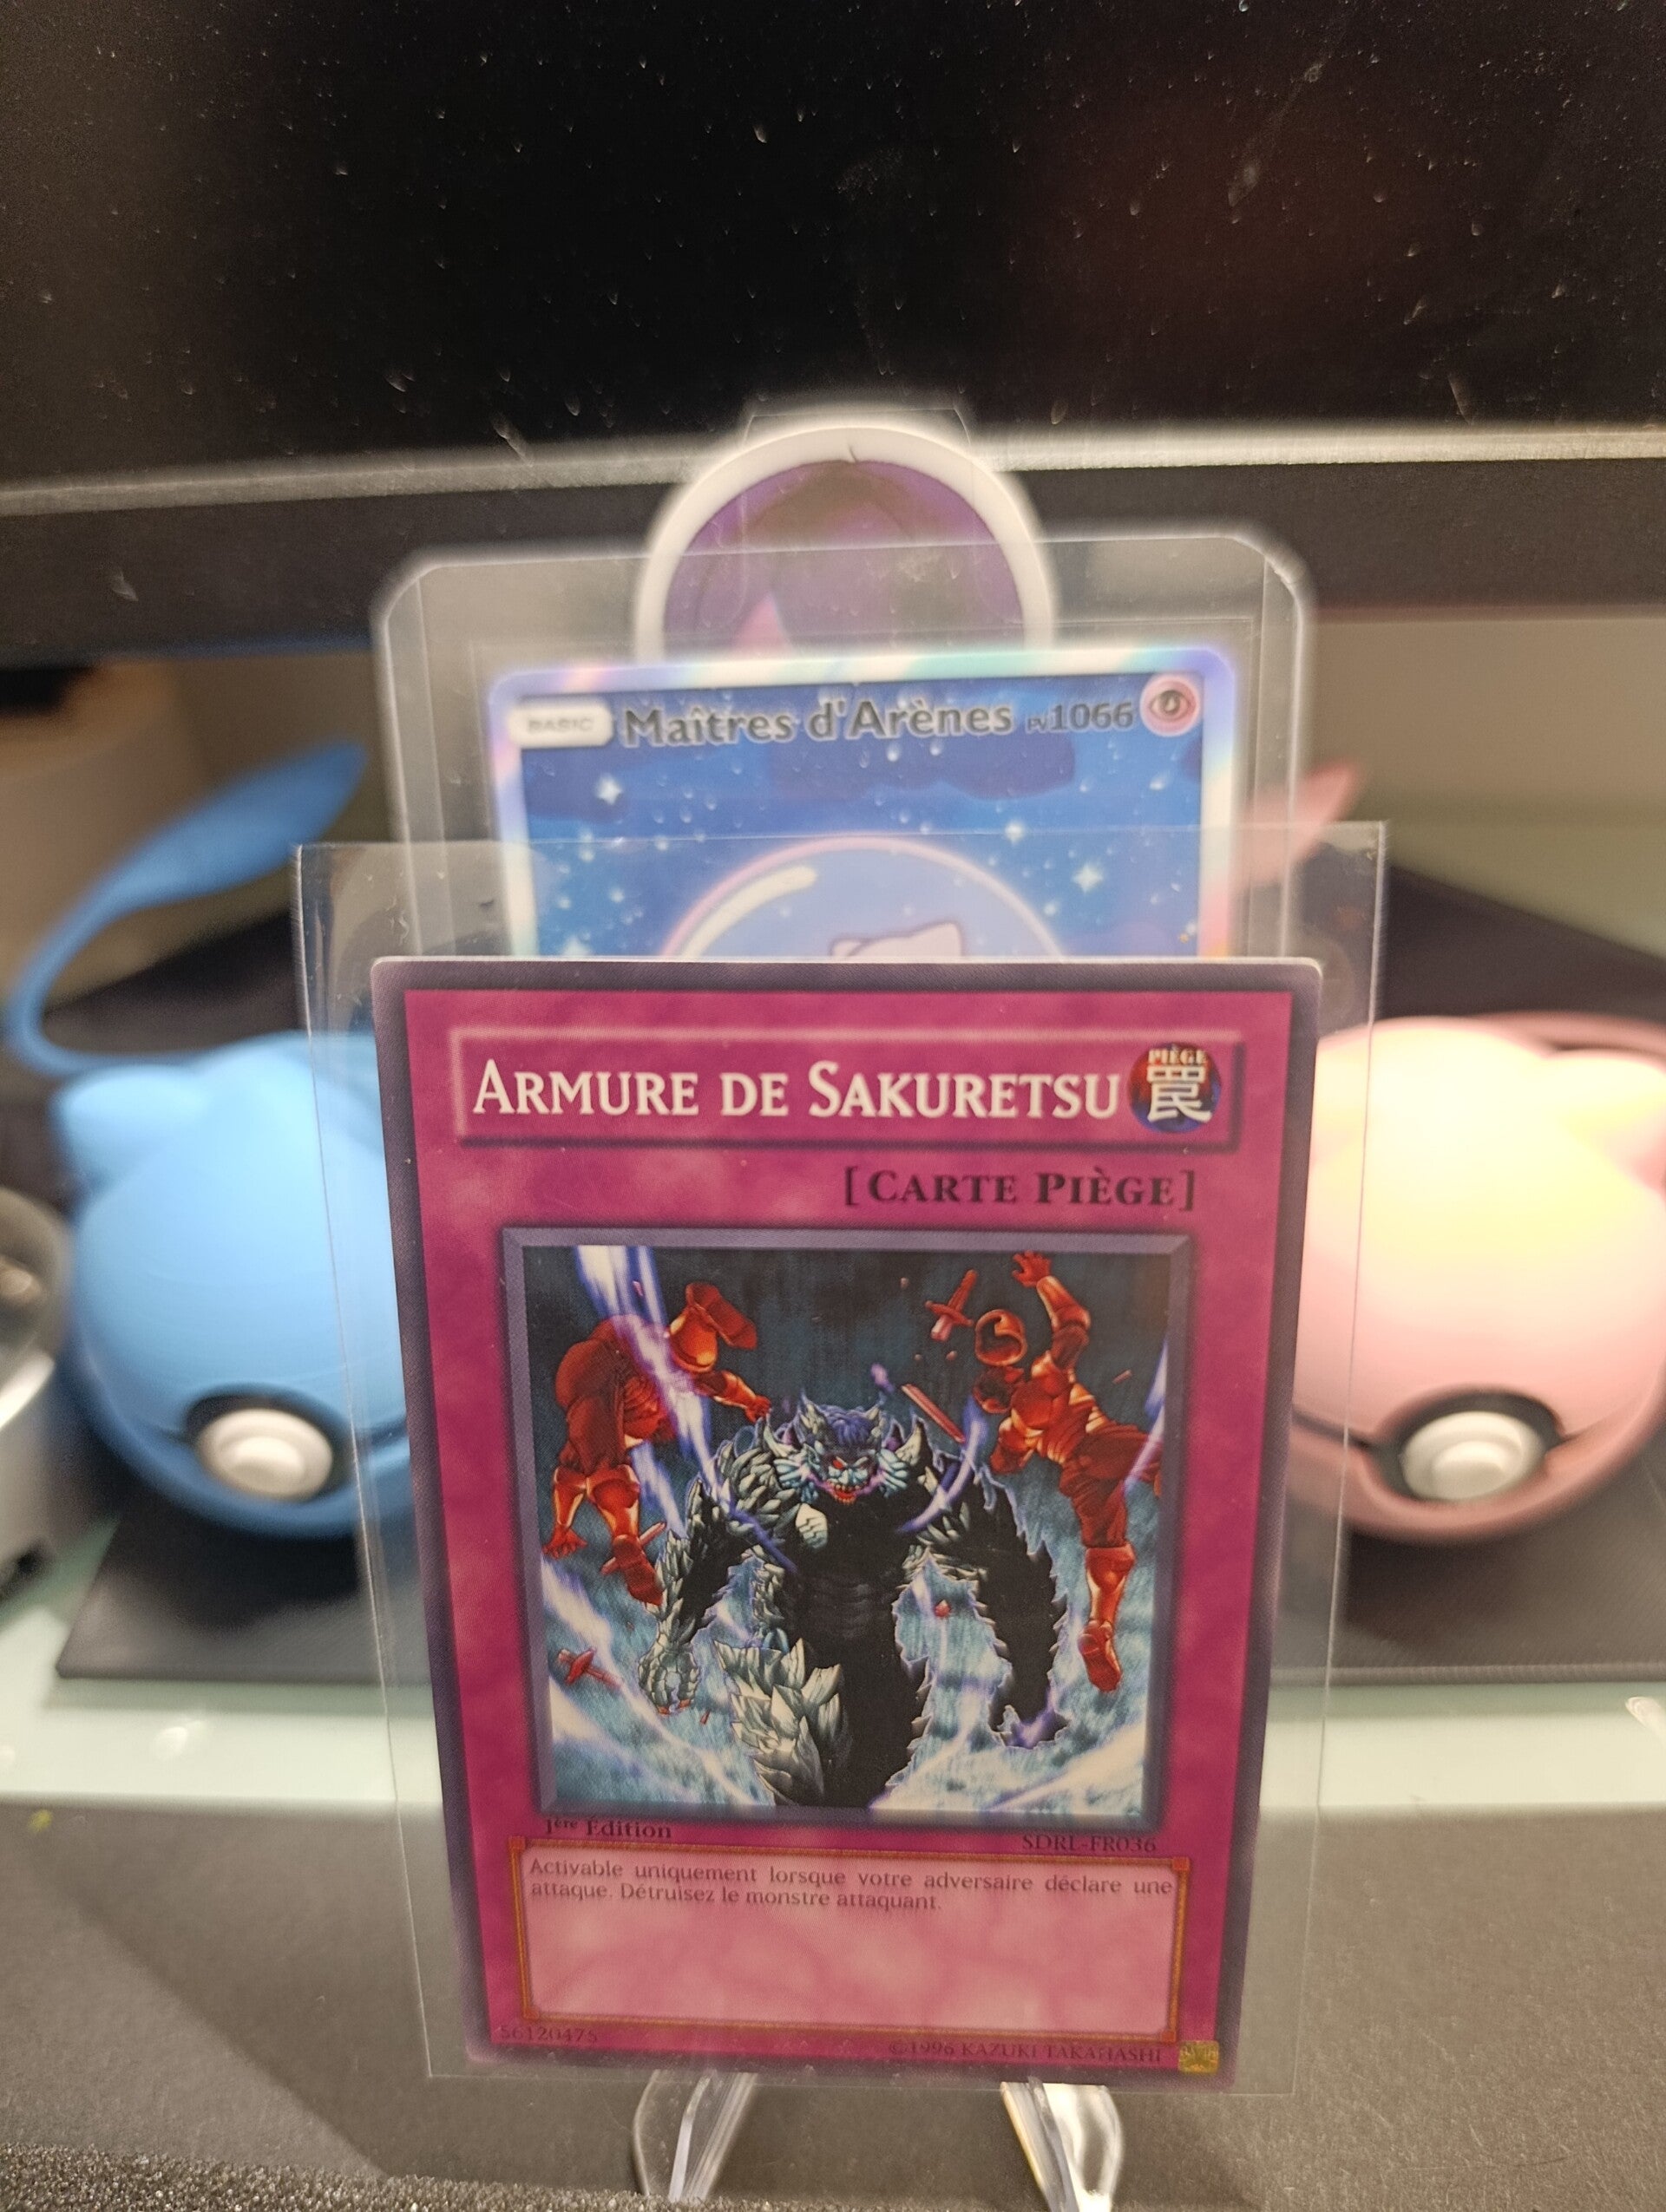 BASIC Maîtres d'Arènes PV1066
ARMURE DE SAKURETSU
PIÈGE
罠
[CARTE PIÈGE]
1ère Édition
SDRL-FR036
Activable uniquement lorsque votre adversaire déclare une
attaque. Détruisez le monstre attaquant.
56120475
©1996 KAZUKI TAKAHASHI